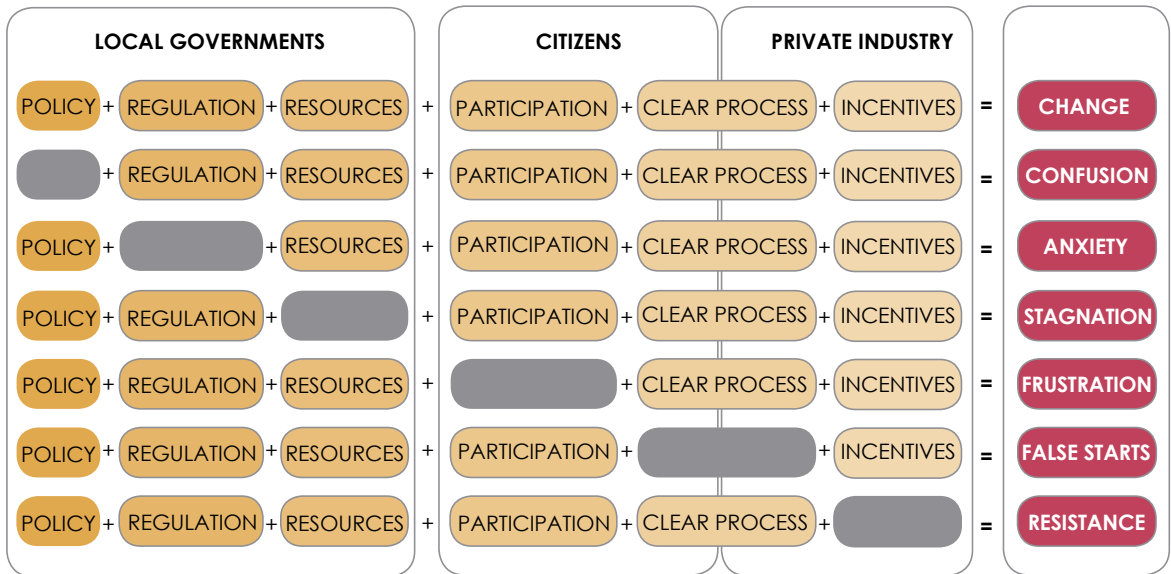 LOCAL GOVERNMENTS CITIZENS PRIVATE INDUSTRY
POLICY + REGULATION + RESOURCES + PARTICIPATION + CLEAR PROCESS + INCENTIVES = CHANGE
+ REGULATION + RESOURCES + PARTICIPATION + CLEAR PROCESS + INCENTIVES = CONFUSION
POLICY + + RESOURCES + PARTICIPATION + CLEAR PROCESS + INCENTIVES = ANXIETY
POLICY + REGULATION + + PARTICIPATION + CLEAR PROCESS + INCENTIVES = STAGNATION
POLICY + REGULATION + RESOURCES + + CLEAR PROCESS + INCENTIVES = FRUSTRATION
POLICY + REGULATION + RESOURCES + PARTICIPATION + + INCENTIVES = FALSE STARTS
POLICY + REGULATION + RESOURCES + PARTICIPATION + CLEAR PROCESS + = RESISTANCE